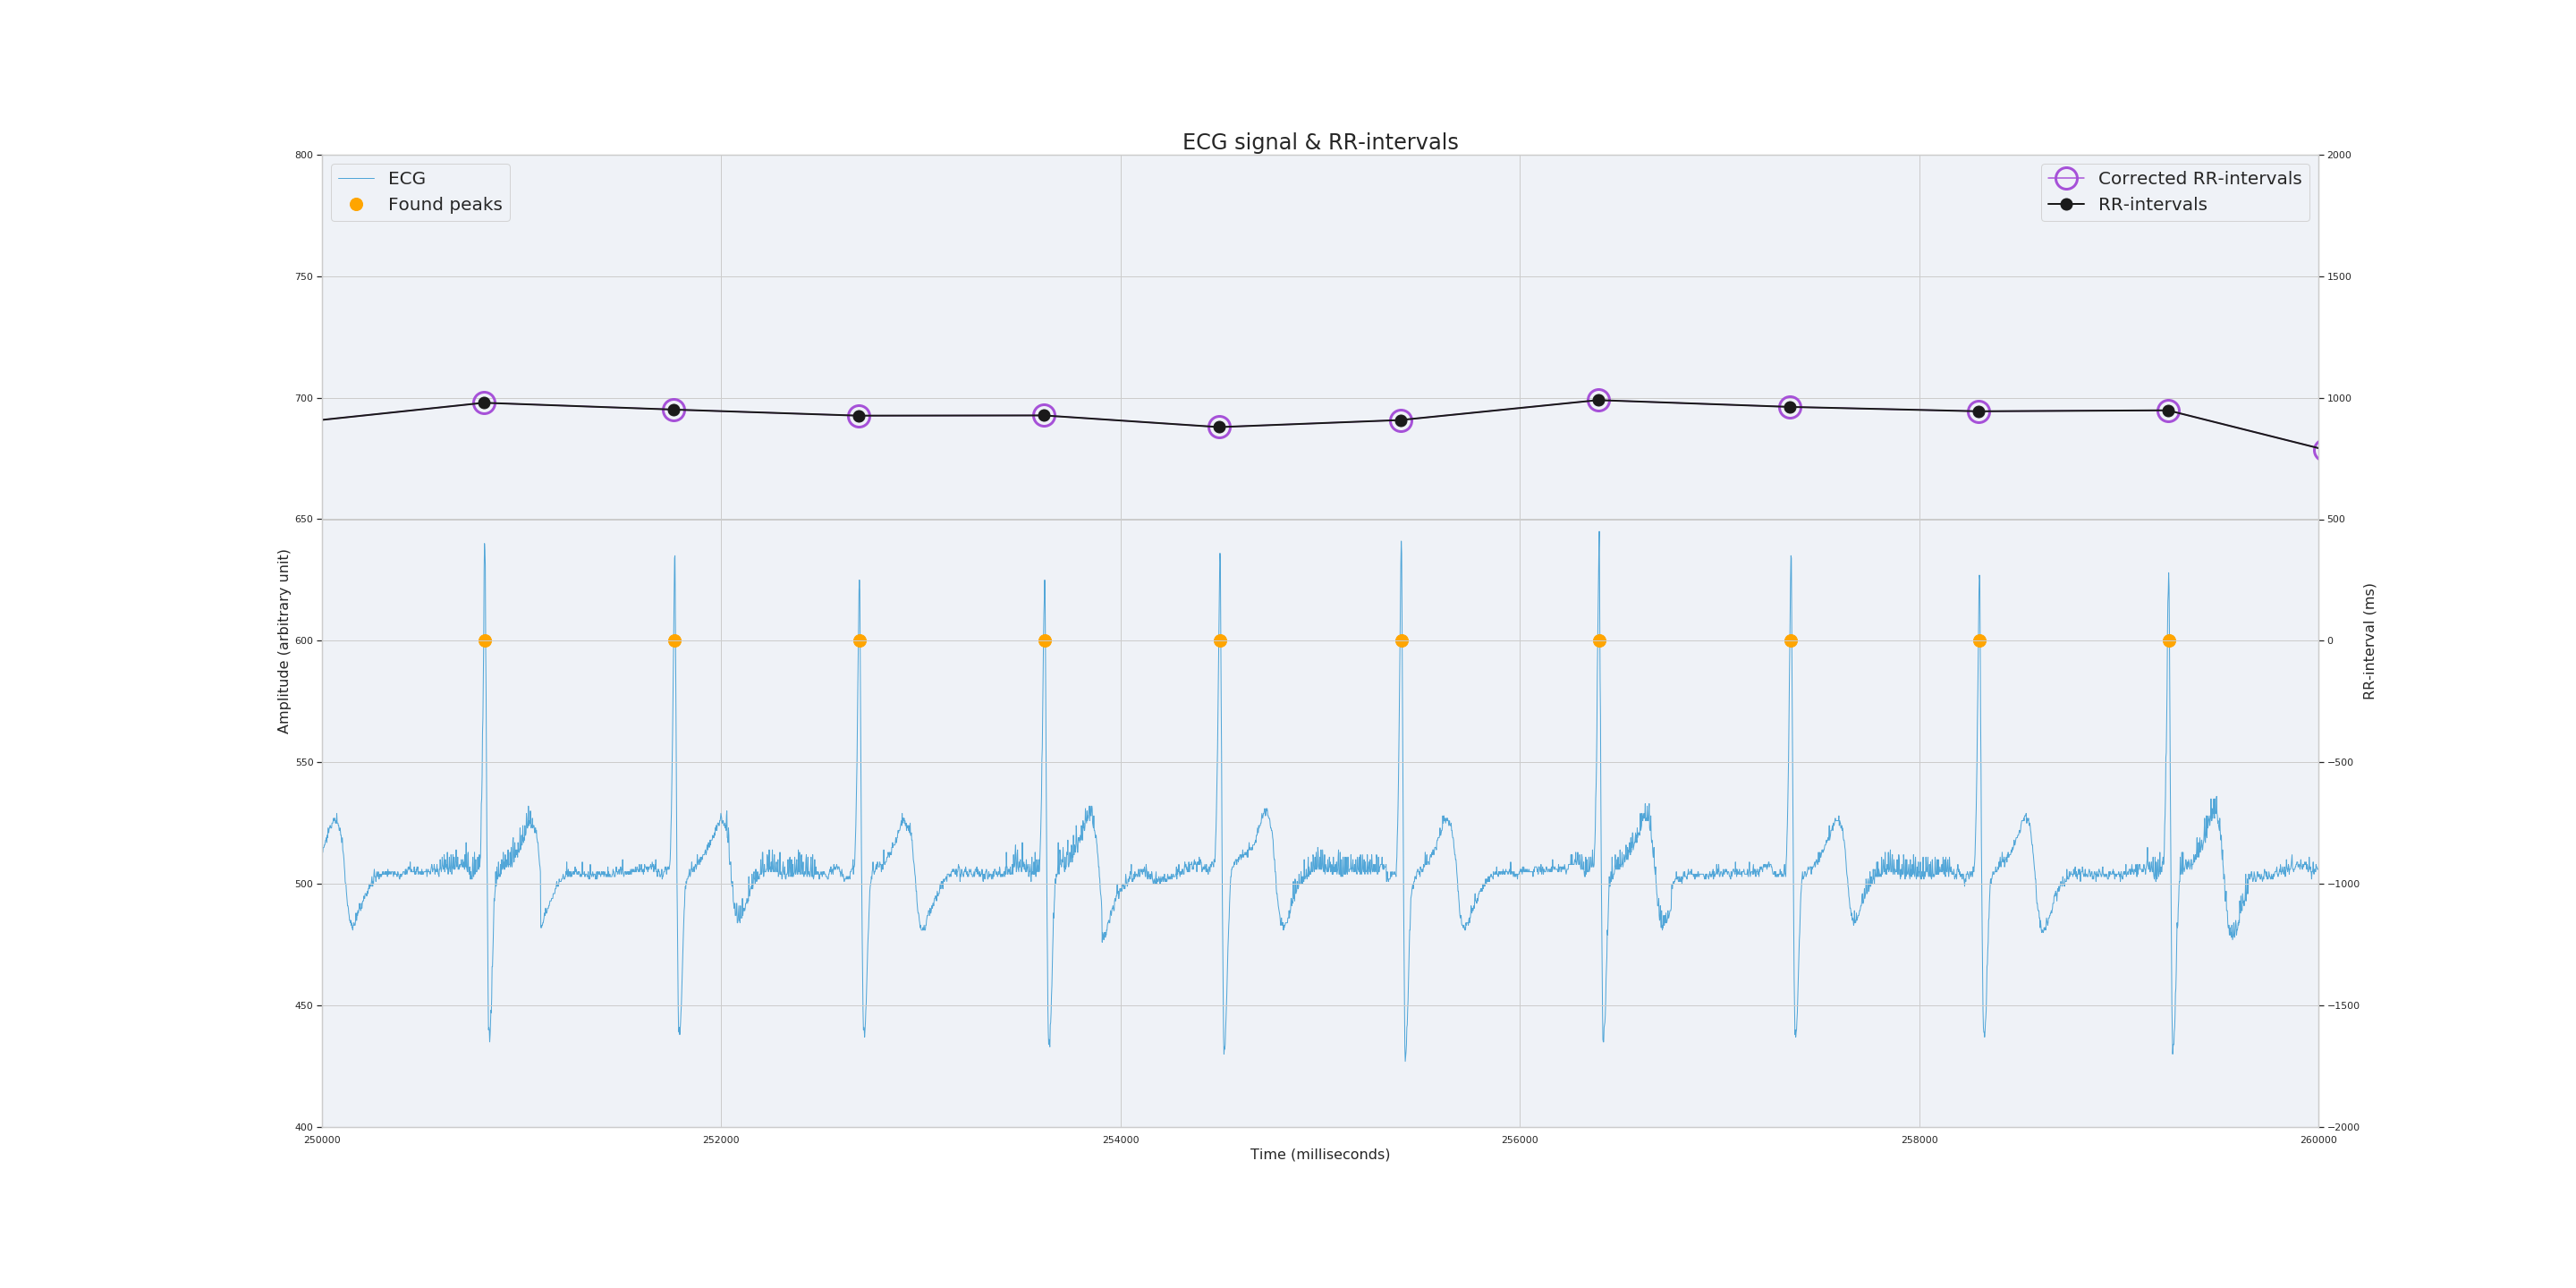 ECG signal & RR-intervals
ECG
Found peaks
Corrected RR-intervals
RR-intervals
800
750
700
650
600
550
500
450
400
Amplitude (arbitrary unit)
2000
1500
1000
500
0
−500
−1000
−1500
−2000
RR-interval (ms)
250000 252000 254000 256000 258000 260000
Time (milliseconds)